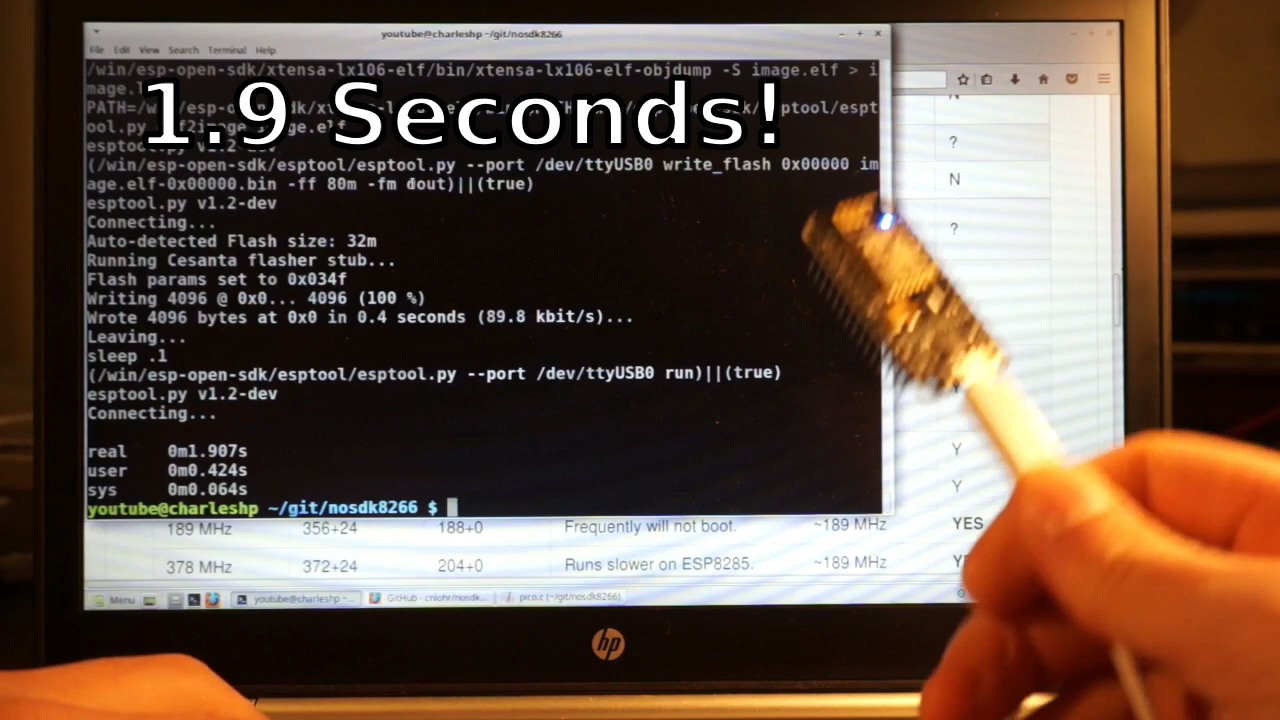 youtube@charleshp ~/git/nosdk8266
File Edit View Search Terminal Help
/win/esp-open-sdk/xtensa-lx106-elf/bin/xtensa-lx106-elf-objdump -S image.elf > i
mage.l
PATH=/w
1.9 Seconds!
ool.py
esptool
(/win/esp-open-sdk/esptool/esptool.py --port /dev/ttyUSB0 write_flash 0x00000 im
age.elf-0x00000.bin -ff 80m -fm dout)||(true)
esptool.py v1.2-dev
Connecting...
Auto-detected Flash size: 32m
Running Cesanta flasher stub...
Flash params set to 0x034f
Writing 4096 @ 0x0... 4096 (100 %)
Wrote 4096 bytes at 0x0 in 0.4 seconds (89.8 kbit/s)...
Leaving...
sleep .1
(/win/esp-open-sdk/esptool/esptool.py --port /dev/ttyUSB0 run)||(true)
esptool.py v1.2-dev
Connecting...
real 0m1.907s
user 0m0.424s
sys 0m0.064s
youtube@charleshp ~/git/nosdk8266 $
?
N
?
Y
Y
189 MHz 356+24 188+0 Frequently will not boot. ~189 MHz YES
378 MHz 372+24 204+0 Runs slower on ESP8285. ~189 MHz
Menu youtube@charleshp ~... GitHub - cnlohr/nosdk... pico.c (~/git/nosdk8266)
hp